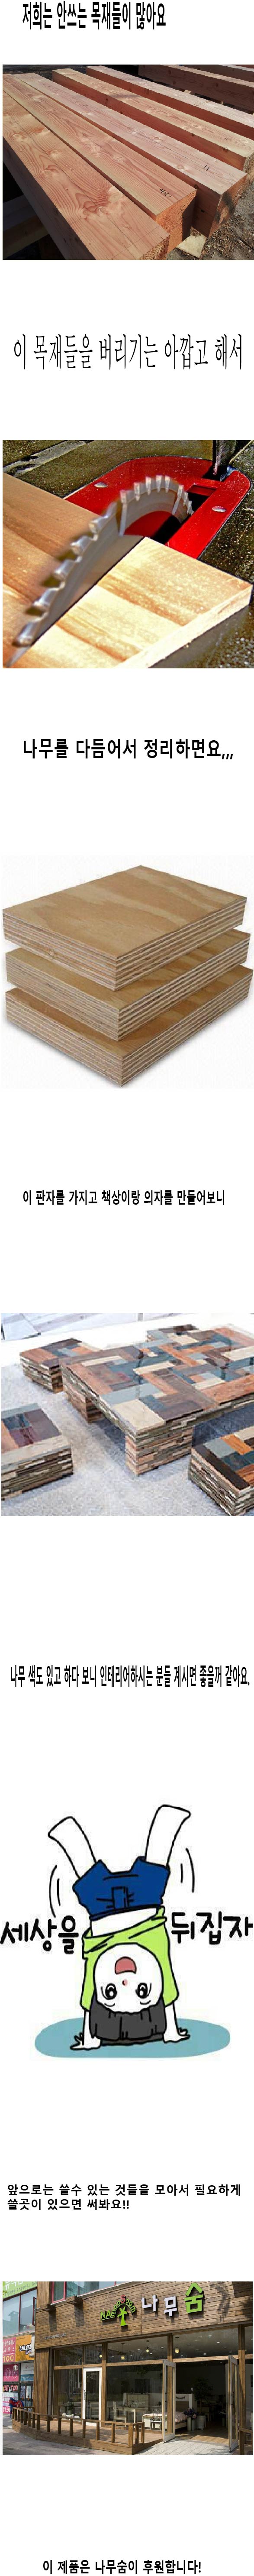 저희는 안쓰는 목재들이 많아요
이 목재들을 버리기는 아깝고 해서
나무를 다듬어서 정리하면요,,,
이 판자를 가지고 책상이랑 의자를 만들어보니
나무 색도 있고 하다 보니 인테리어하시는 분들 계시면 좋을꺼 같아요.
세상을 뒤집자
앞으로는 쓸수 있는 것들을 모아서 필요하게
쓸곳이 있으면 써봐요!!
나무숨
이 제품은 나무숨이 후원합니다!